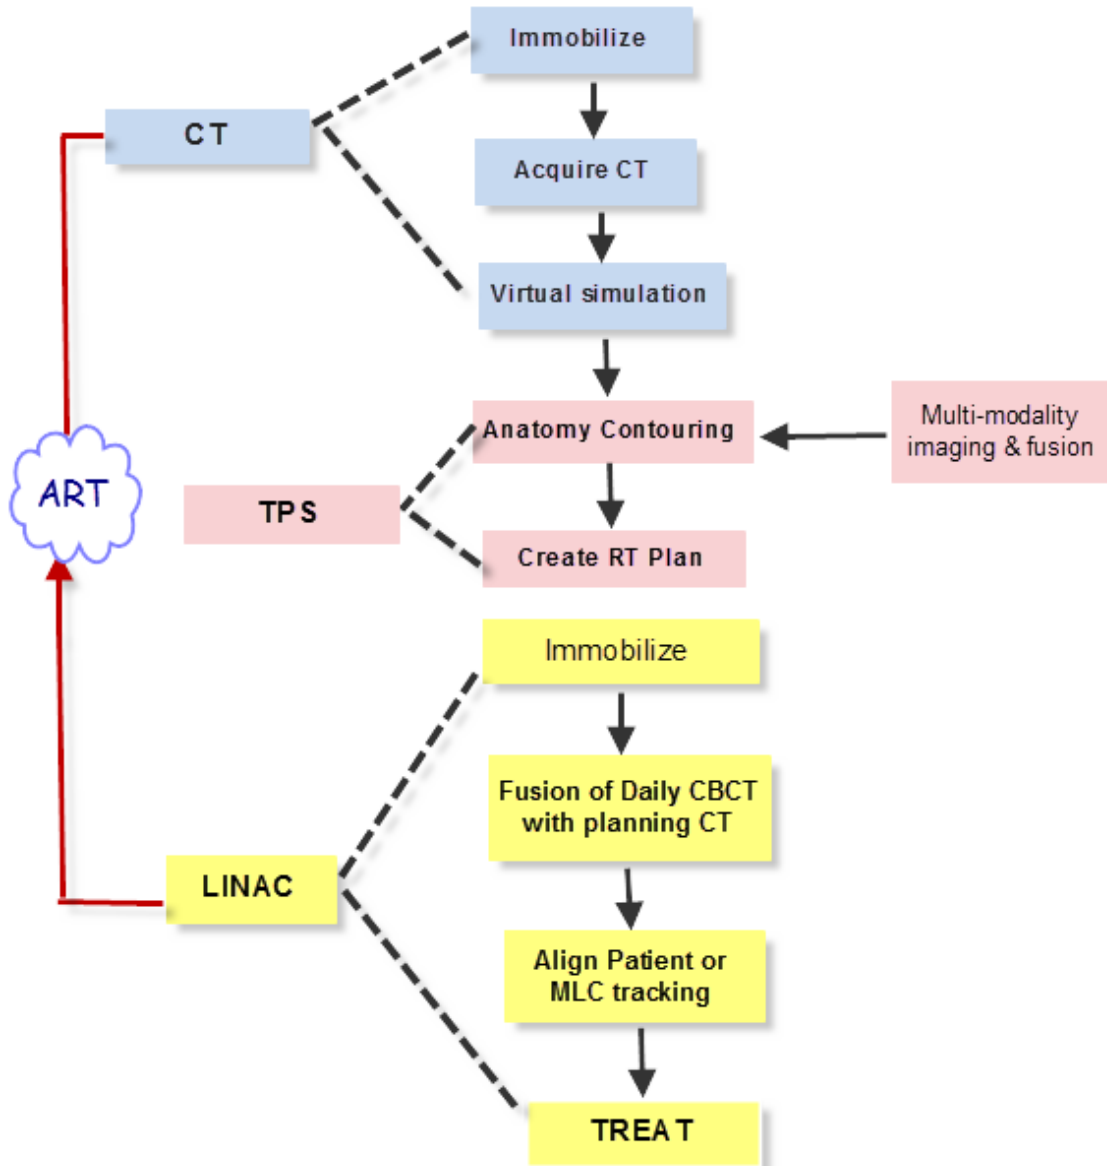 Immobilize
CT
Acquire CT
Virtual simulation
Anatomy Contouring
Multi-modality
imaging & fusion
ART
TPS
Create RT Plan
Immobilize
Fusion of Daily CBCT
with planning CT
LINAC
Align Patient or
MLC tracking
TREAT